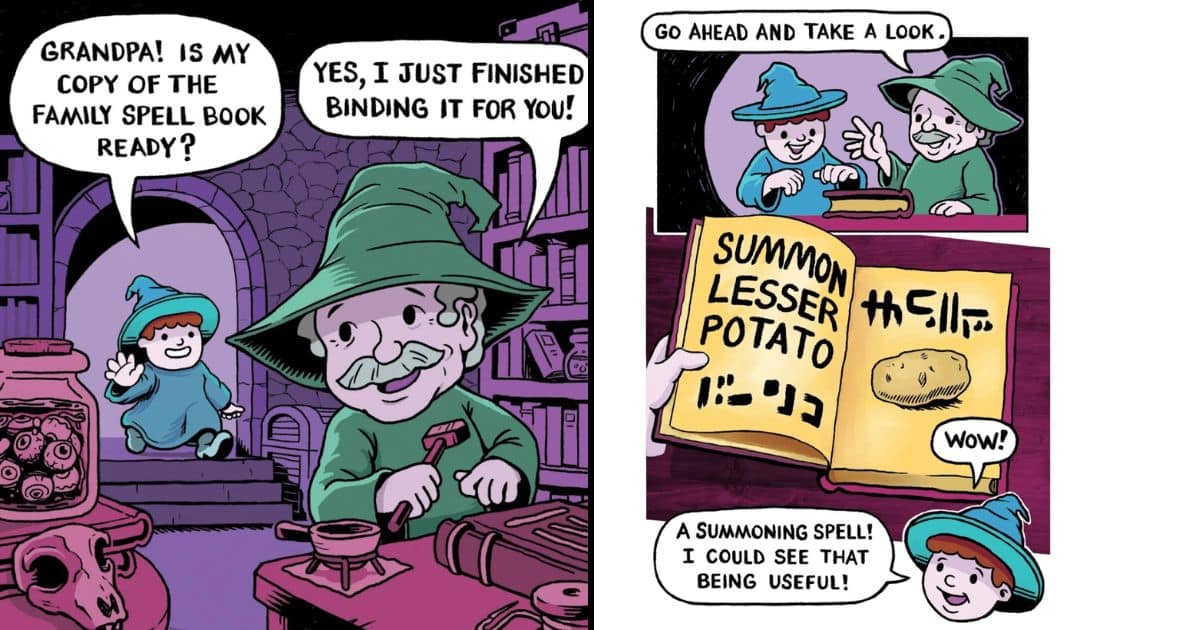 GRANDPA! IS MY
COPY OF THE
FAMILY SPELL BOOK
READY?
YES, I JUST FINISHED
BINDING IT FOR YOU!
GO AHEAD AND TAKE A LOOK.
SUMMON
LESSER
POTATO
WOW!
A SUMMONING SPELL!
I COULD SEE THAT
BEING USEFUL!